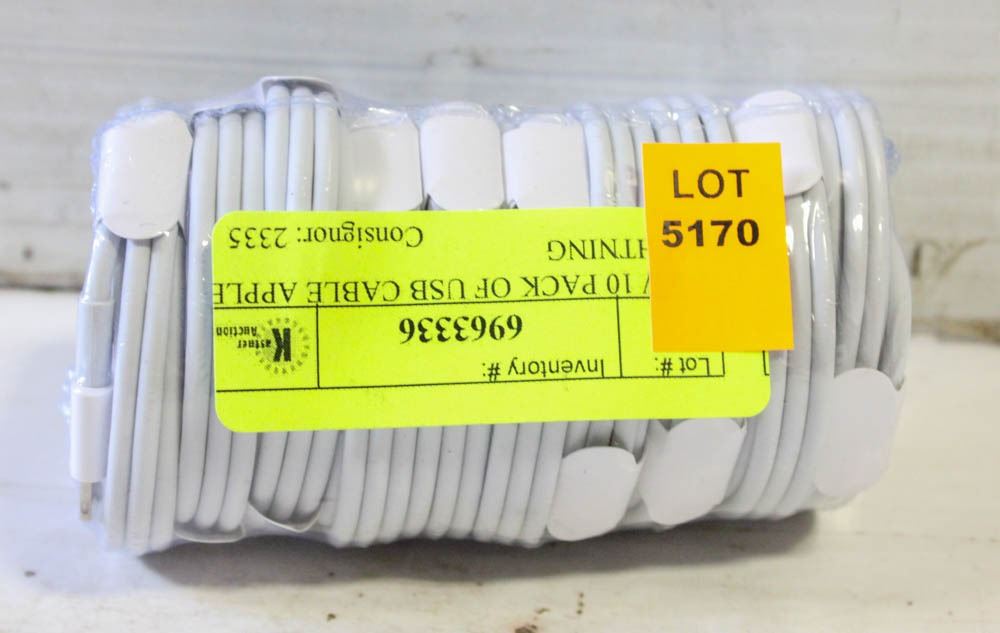 LOT
5170
Lot #:
Inventory #:
6963336
Kastner
Auction
10 PACK OF USB CABLE APPLE
HTNING
Consignor: 2335